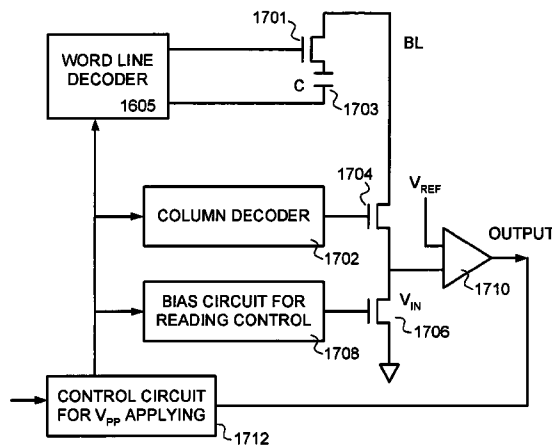 1701
BL
WORD LINE
DECODER
1605
C
1703
1704
V_REF
COLUMN DECODER
1702
OUTPUT
1710
BIAS CIRCUIT FOR
READING CONTROL
1708
V_IN
1706
CONTROL CIRCUIT
FOR V_PP APPLYING
1712